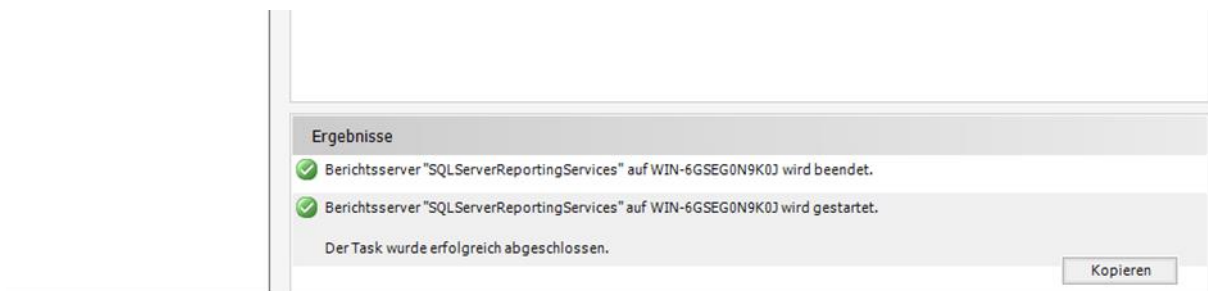 Ergebnisse
Berichtsserver "SQLServerReportingServices" auf WIN-6GSEG0N9K0J wird beendet.
Berichtsserver "SQLServerReportingServices" auf WIN-6GSEG0N9K0J wird gestartet.
Der Task wurde erfolgreich abgeschlossen.
Kopieren